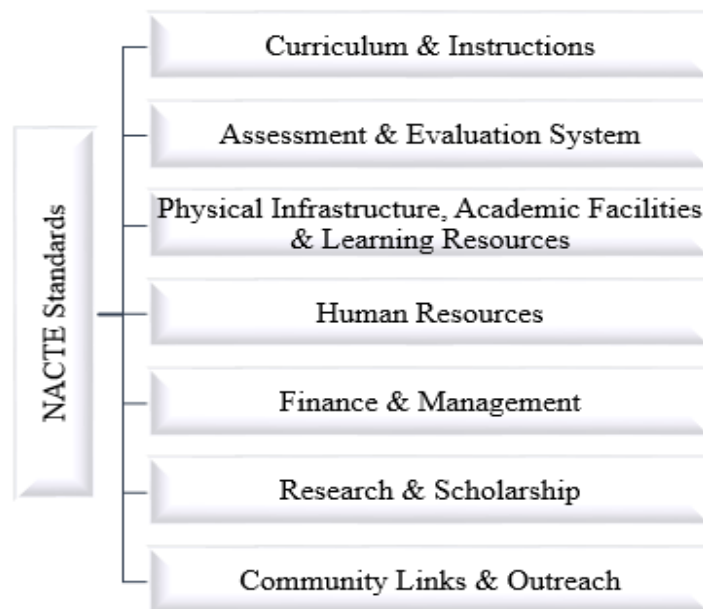 NACTE Standards
Curriculum & Instructions
Assessment & Evaluation System
Physical Infrastructure, Academic Facilities
& Learning Resources
Human Resources
Finance & Management
Research & Scholarship
Community Links & Outreach